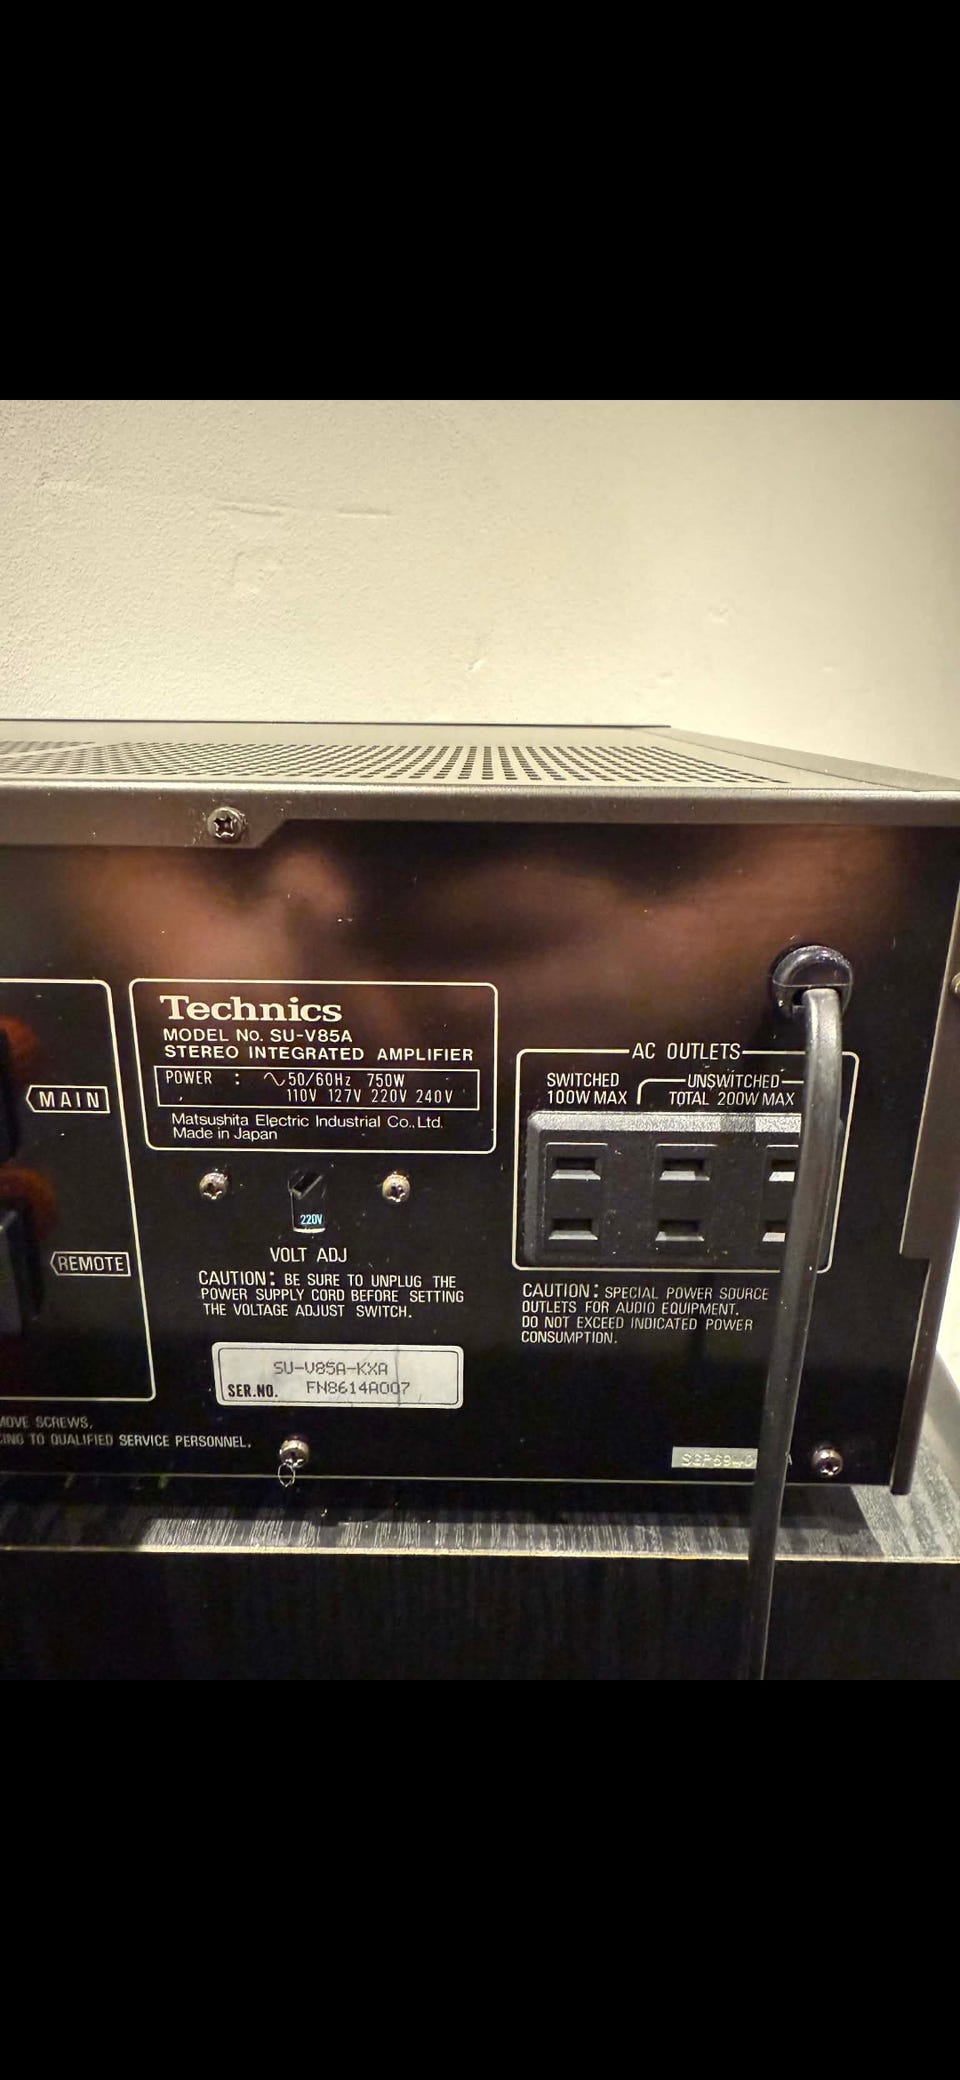 Technics
MODEL No. SU-V85A
STEREO INTEGRATED AMPLIFIER
POWER : ∿50/60Hz 750W
110V 127V 220V 240V
Matsushita Electric Industrial Co., Ltd.
Made in Japan
MAIN
REMOTE
220V
VOLT ADJ
CAUTION: BE SURE TO UNPLUG THE
POWER SUPPLY CORD BEFORE SETTING
THE VOLTAGE ADJUST SWITCH.
SU-V85A-KXA
SER.NO. FN8614A007
SCREWS,
TO QUALIFIED SERVICE PERSONNEL.
AC OUTLETS
SWITCHED
100W MAX
UNSWITCHED
TOTAL 200W MAX
CAUTION: SPECIAL POWER SOURCE
OUTLETS FOR AUDIO EQUIPMENT.
DO NOT EXCEED INDICATED POWER
CONSUMPTION.